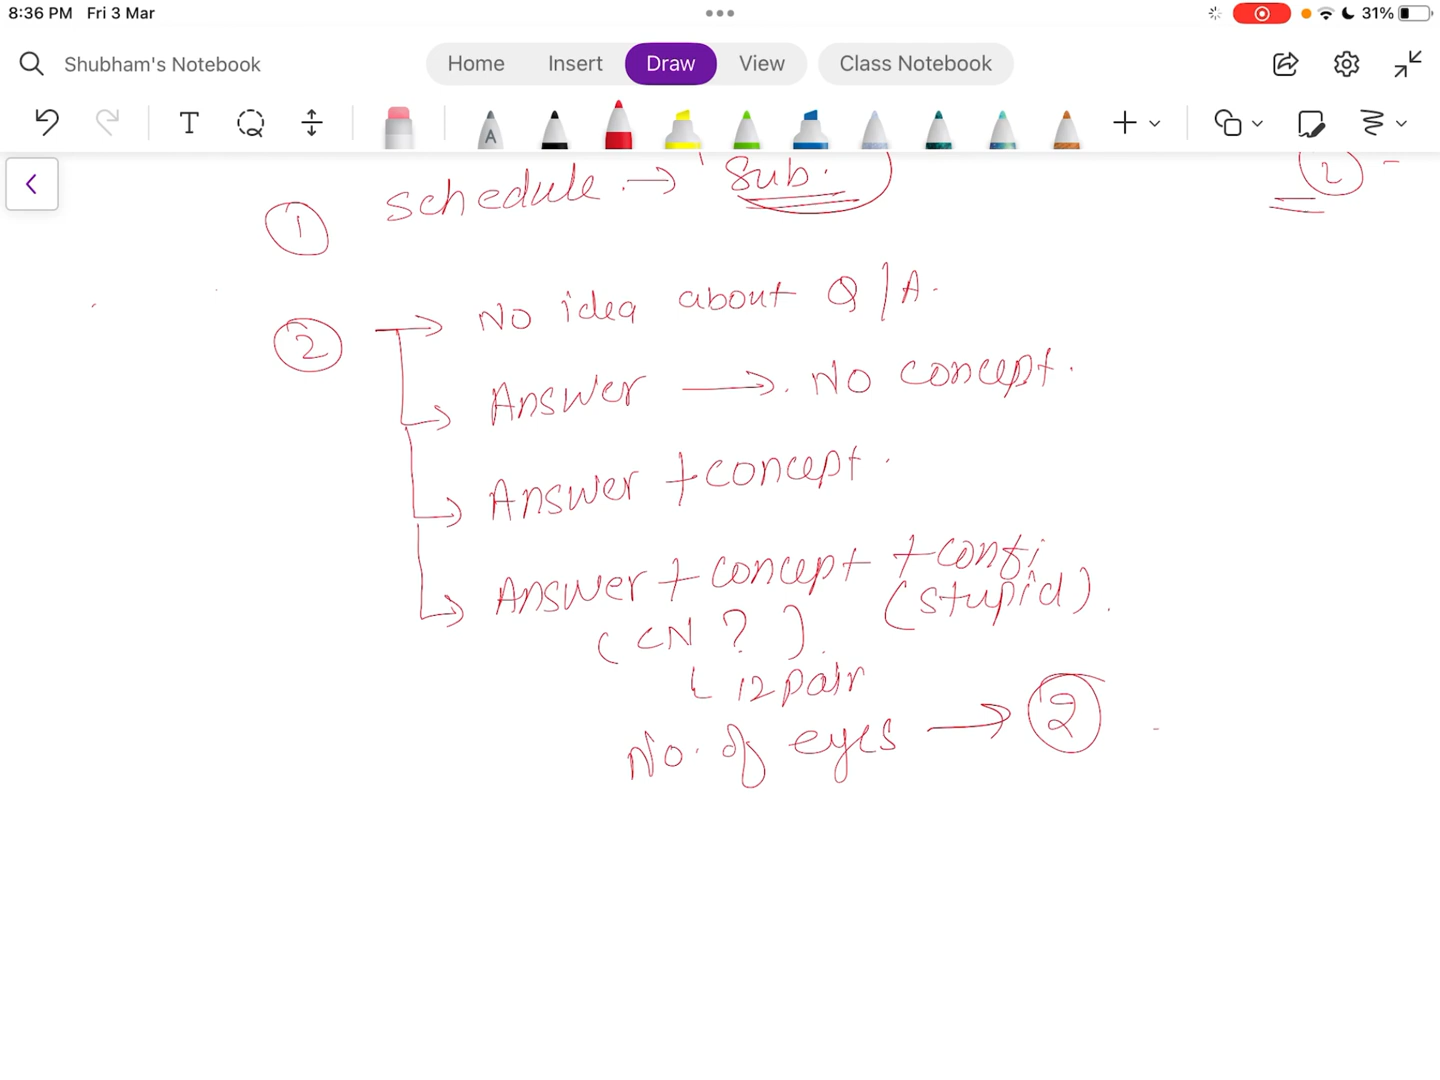 8:36 PM Fri 3 Mar 31%
Shubham's Notebook Home Insert Draw View Class Notebook
T A
① schedule → Sub. ②
② → No idea about Q/A.
→ Answer → No concept.
→ Answer + concept.
→ Answer + concept + confi
(CN ?) (stupid).
12 pair
No. of eyes → ②